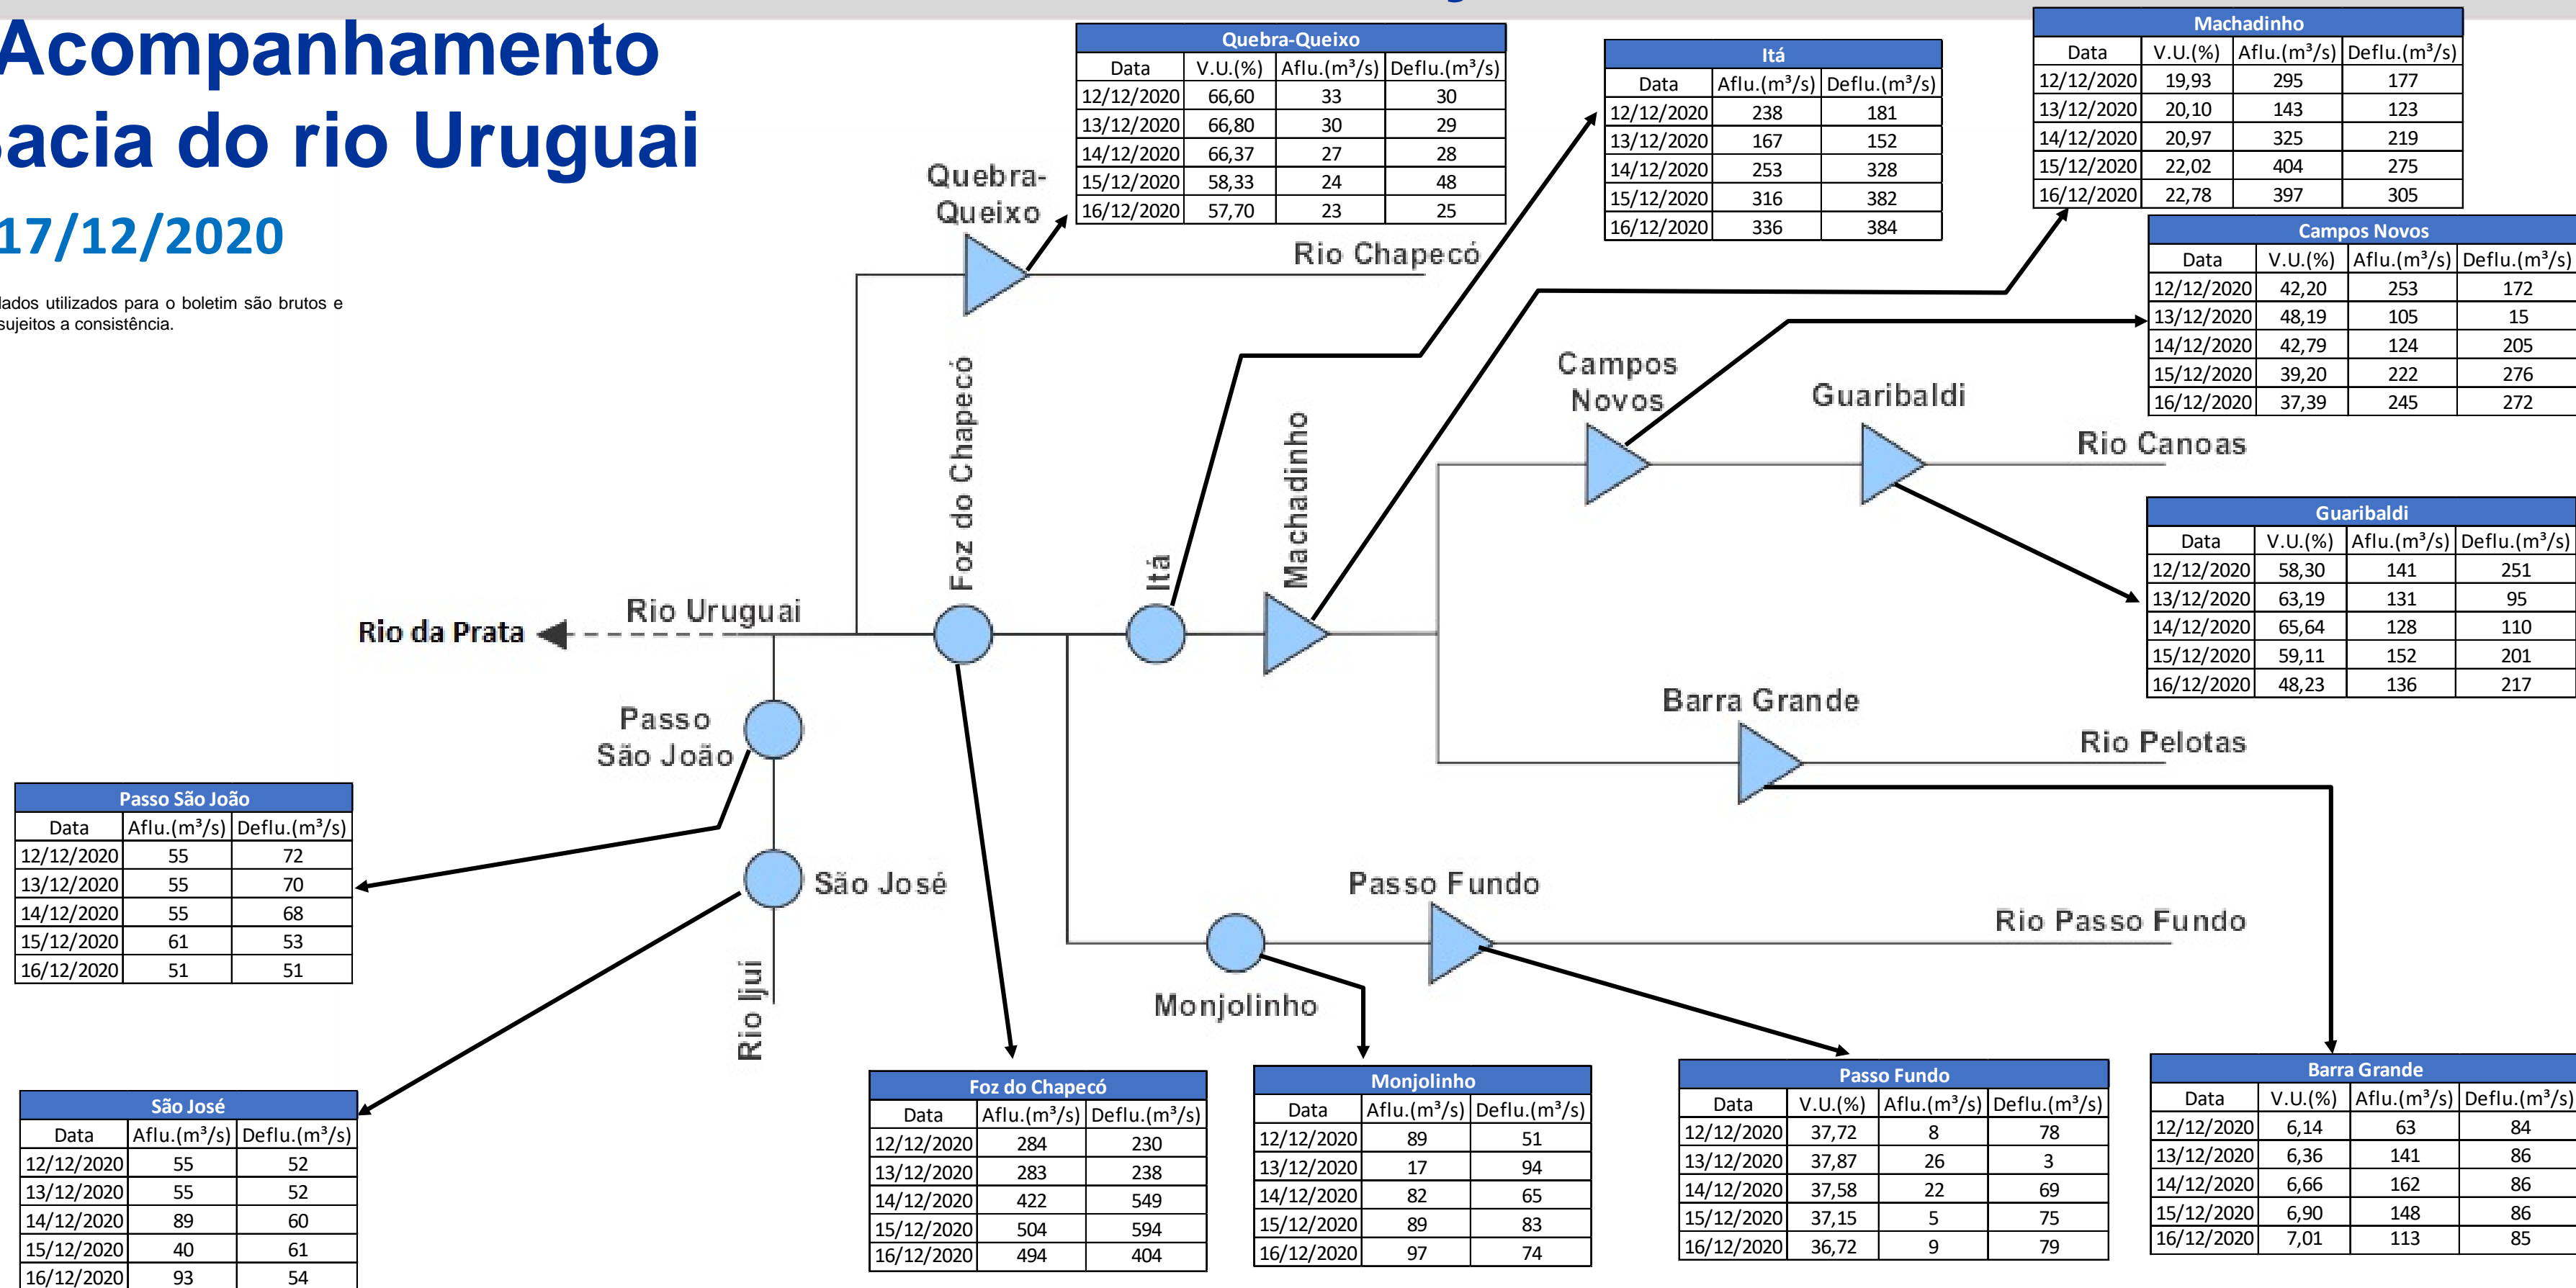 Acompanhamento
acia do rio Uruguai
17/12/2020
dados utilizados para o boletim são brutos e
sujeitos a consistência.
Quebra-Queixo
Data V.U.(%) Aflu.(m³/s) Deflu.(m³/s)
12/12/2020 66,60 33 30
13/12/2020 66,80 30 29
14/12/2020 66,37 27 28
15/12/2020 58,33 24 48
16/12/2020 57,70 23 25
Itá
Data Aflu.(m³/s) Deflu.(m³/s)
12/12/2020 238 181
13/12/2020 167 152
14/12/2020 253 328
15/12/2020 316 382
16/12/2020 336 384
Machadinho
Data V.U.(%) Aflu.(m³/s) Deflu.(m³/s)
12/12/2020 19,93 295 177
13/12/2020 20,10 143 123
14/12/2020 20,97 325 219
15/12/2020 22,02 404 275
16/12/2020 22,78 397 305
Campos Novos
Data V.U.(%) Aflu.(m³/s) Deflu.(m³/s)
12/12/2020 42,20 253 172
13/12/2020 48,19 105 15
14/12/2020 42,79 124 205
15/12/2020 39,20 222 276
16/12/2020 37,39 245 272
Quebra-
Queixo
Rio Chapecó
Foz do Chapecó
Itá
Machadinho
Campos
Novos
Guaribaldi
Rio Canoas
Guaribaldi
Data V.U.(%) Aflu.(m³/s) Deflu.(m³/s)
12/12/2020 58,30 141 251
13/12/2020 63,19 131 95
14/12/2020 65,64 128 110
15/12/2020 59,11 152 201
16/12/2020 48,23 136 217
Rio da Prata
Rio Uruguai
Barra Grande
Rio Pelotas
Passo
São João
São José
Rio Ijuí
Passo Fundo
Rio Passo Fundo
Monjolinho
Passo São João
Data Aflu.(m³/s) Deflu.(m³/s)
12/12/2020 55 72
13/12/2020 55 70
14/12/2020 55 68
15/12/2020 61 53
16/12/2020 51 51
São José
Data Aflu.(m³/s) Deflu.(m³/s)
12/12/2020 55 52
13/12/2020 55 52
14/12/2020 89 60
15/12/2020 40 61
16/12/2020 93 54
Foz do Chapecó
Data Aflu.(m³/s) Deflu.(m³/s)
12/12/2020 284 230
13/12/2020 283 238
14/12/2020 422 549
15/12/2020 504 594
16/12/2020 494 404
Monjolinho
Data Aflu.(m³/s) Deflu.(m³/s)
12/12/2020 89 51
13/12/2020 17 94
14/12/2020 82 65
15/12/2020 89 83
16/12/2020 97 74
Passo Fundo
Data V.U.(%) Aflu.(m³/s) Deflu.(m³/s)
12/12/2020 37,72 8 78
13/12/2020 37,87 26 3
14/12/2020 37,58 22 69
15/12/2020 37,15 5 75
16/12/2020 36,72 9 79
Barra Grande
Data V.U.(%) Aflu.(m³/s) Deflu.(m³/s)
12/12/2020 6,14 63 84
13/12/2020 6,36 141 86
14/12/2020 6,66 162 86
15/12/2020 6,90 148 86
16/12/2020 7,01 113 85